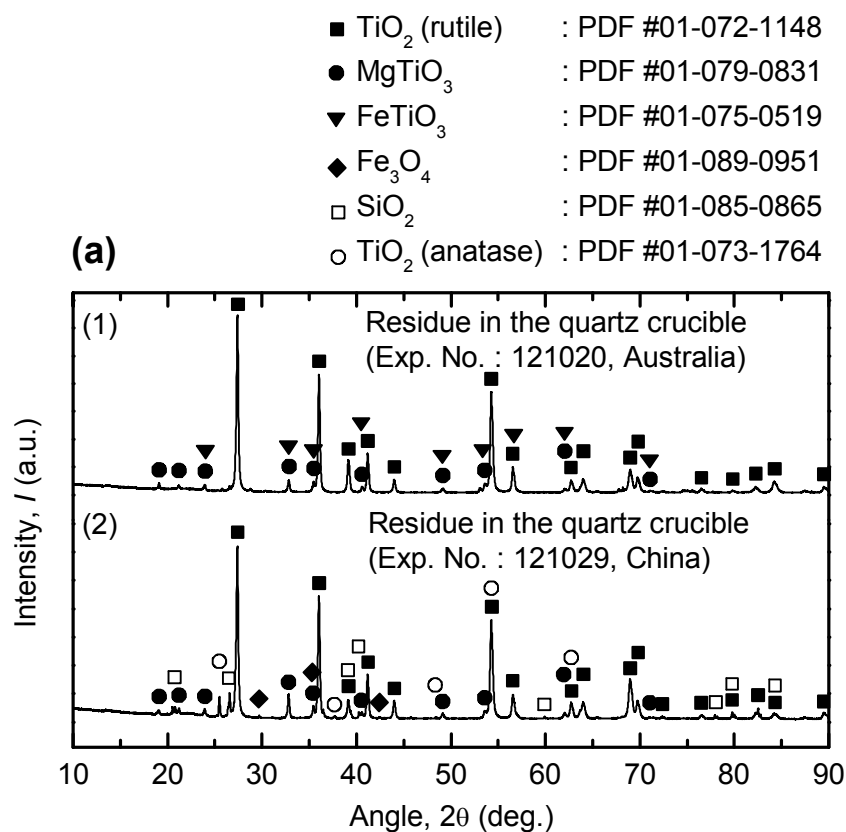 ■ TiO₂ (rutile) : PDF #01-072-1148
● MgTiO₃ : PDF #01-079-0831
▼ FeTiO₃ : PDF #01-075-0519
◆ Fe₃O₄ : PDF #01-089-0951
□ SiO₂ : PDF #01-085-0865
○ TiO₂ (anatase) : PDF #01-073-1764
(a)
(1)
Residue in the quartz crucible
(Exp. No. : 121020, Australia)
(2)
Residue in the quartz crucible
(Exp. No. : 121029, China)
Intensity, I (a.u.)
10 20 30 40 50 60 70 80 90
Angle, 2θ (deg.)